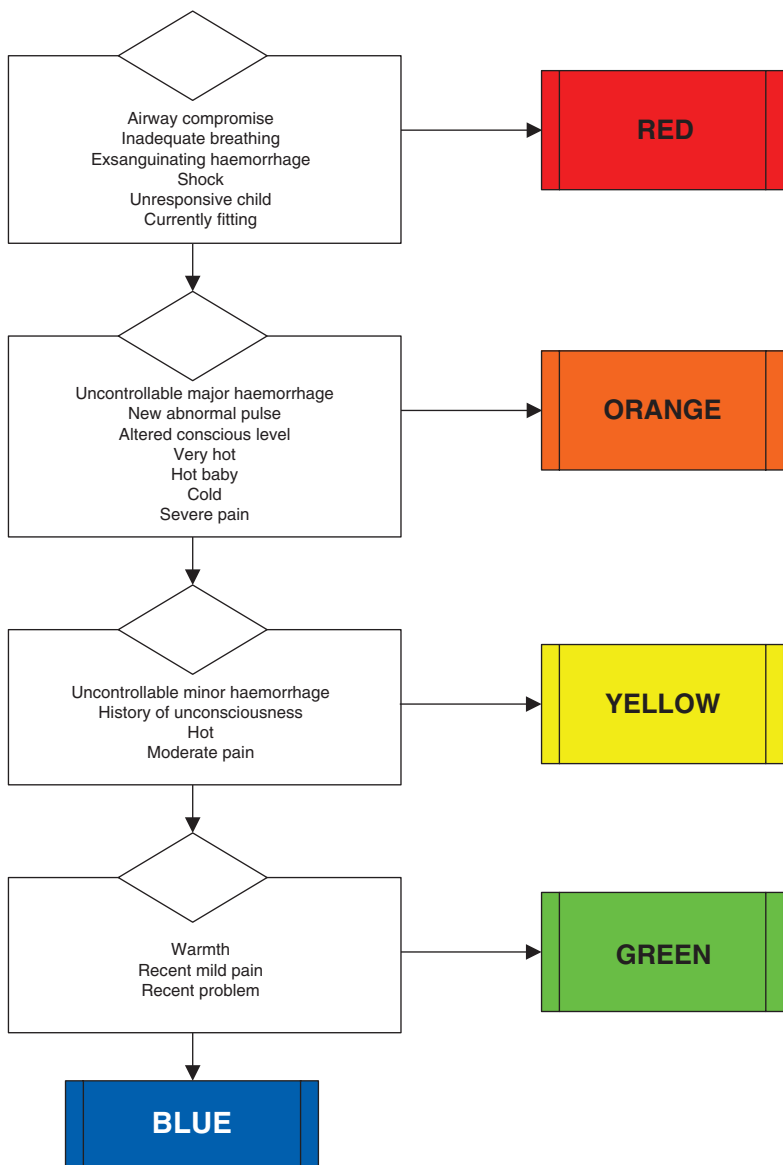 Airway compromise
Inadequate breathing
Exsanguinating haemorrhage
Shock
Unresponsive child
Currently fitting
RED
Uncontrollable major haemorrhage
New abnormal pulse
Altered conscious level
Very hot
Hot baby
Cold
Severe pain
ORANGE
Uncontrollable minor haemorrhage
History of unconsciousness
Hot
Moderate pain
YELLOW
Warmth
Recent mild pain
Recent problem
GREEN
BLUE